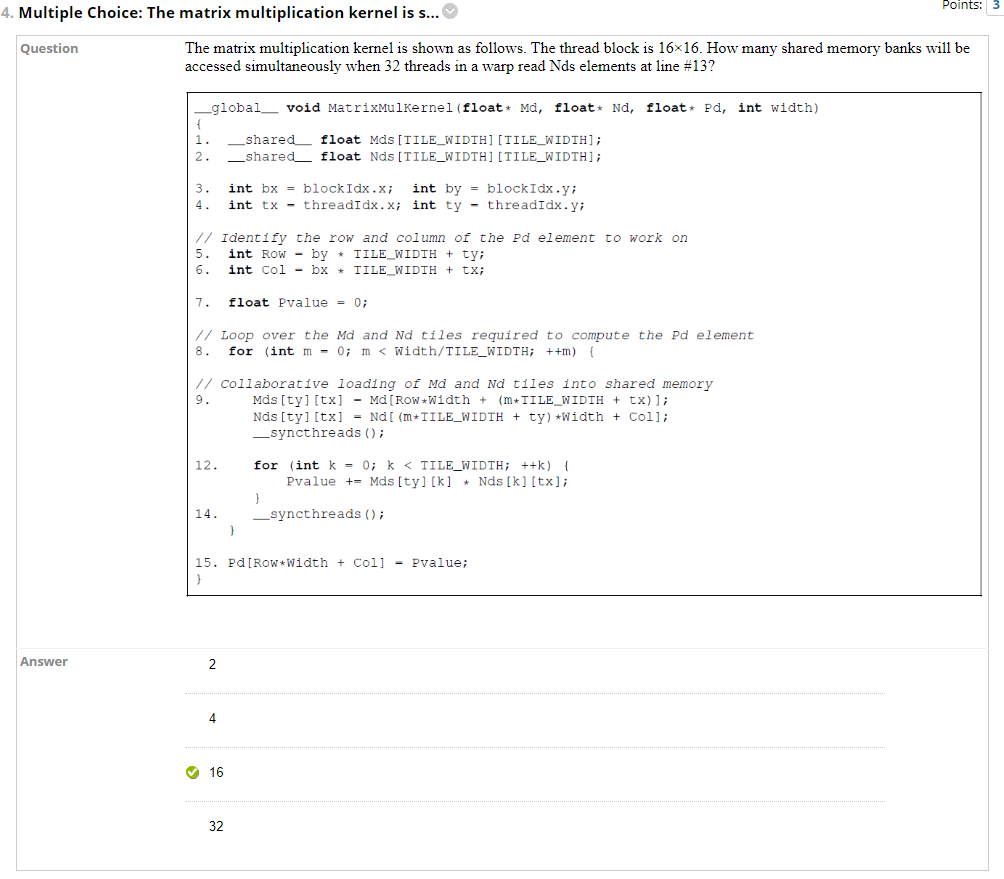 Points: 3
4. Multiple Choice: The matrix multiplication kernel is s...
Question
The matrix multiplication kernel is shown as follows. The thread block is 16×16. How many shared memory banks will be
accessed simultaneously when 32 threads in a warp read Nds elements at line #13?
__global__ void MatrixMulKernel(float* Md, float* Nd, float* Pd, int width)
{
1. __shared__ float Mds[TILE_WIDTH][TILE_WIDTH];
2. __shared__ float Nds[TILE_WIDTH][TILE_WIDTH];
3. int bx = blockIdx.x; int by = blockIdx.y;
4. int tx = threadIdx.x; int ty = threadIdx.y;
// Identify the row and column of the Pd element to work on
5. int Row = by * TILE_WIDTH + ty;
6. int Col = bx * TILE_WIDTH + tx;
7. float Pvalue = 0;
// Loop over the Md and Nd tiles required to compute the Pd element
8. for (int m = 0; m < Width/TILE_WIDTH; ++m) {
// Collaborative loading of Md and Nd tiles into shared memory
9. Mds[ty][tx] = Md[Row*Width + (m*TILE_WIDTH + tx)];
Nds[ty][tx] = Nd[(m*TILE_WIDTH + ty)*Width + Col];
__syncthreads();
12. for (int k = 0; k < TILE_WIDTH; ++k) {
Pvalue += Mds[ty][k] * Nds[k][tx];
}
14. __syncthreads();
}
15. Pd[Row*Width + Col] = Pvalue;
}
Answer
2
4
16
32